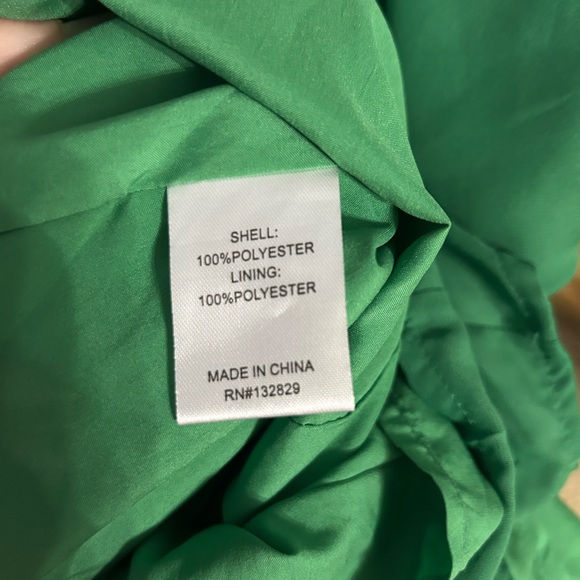 SHELL:
100%POLYESTER
LINING:
100%POLYESTER
MADE IN CHINA
RN#132829